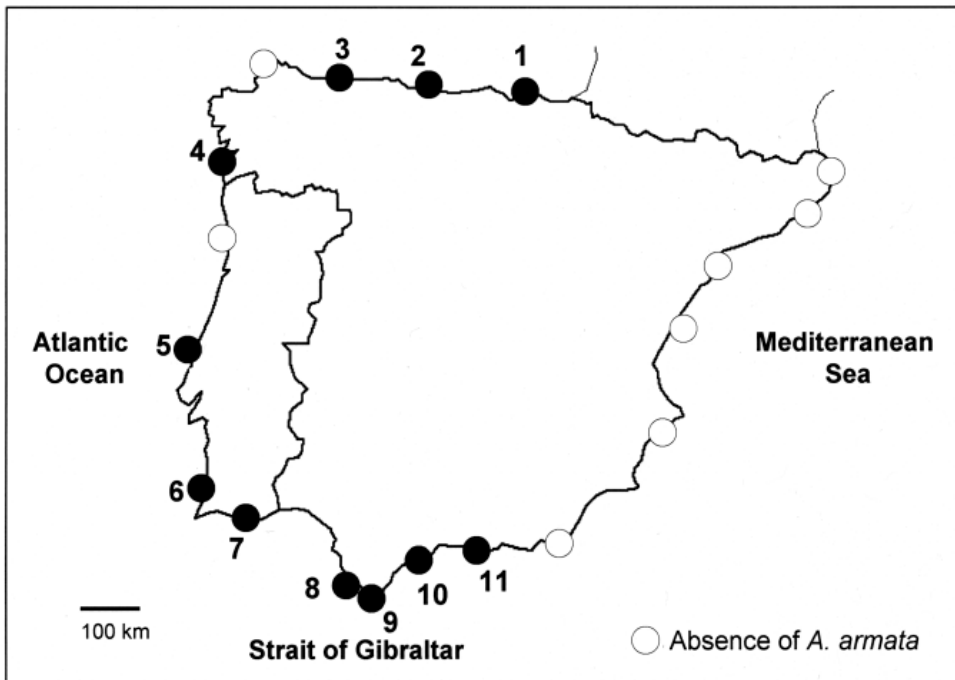 3
2
1
4
Atlantic
Ocean
5
Mediterranean
Sea
6
7
8
9
10
11
100 km
Strait of Gibraltar
Absence of A. armata